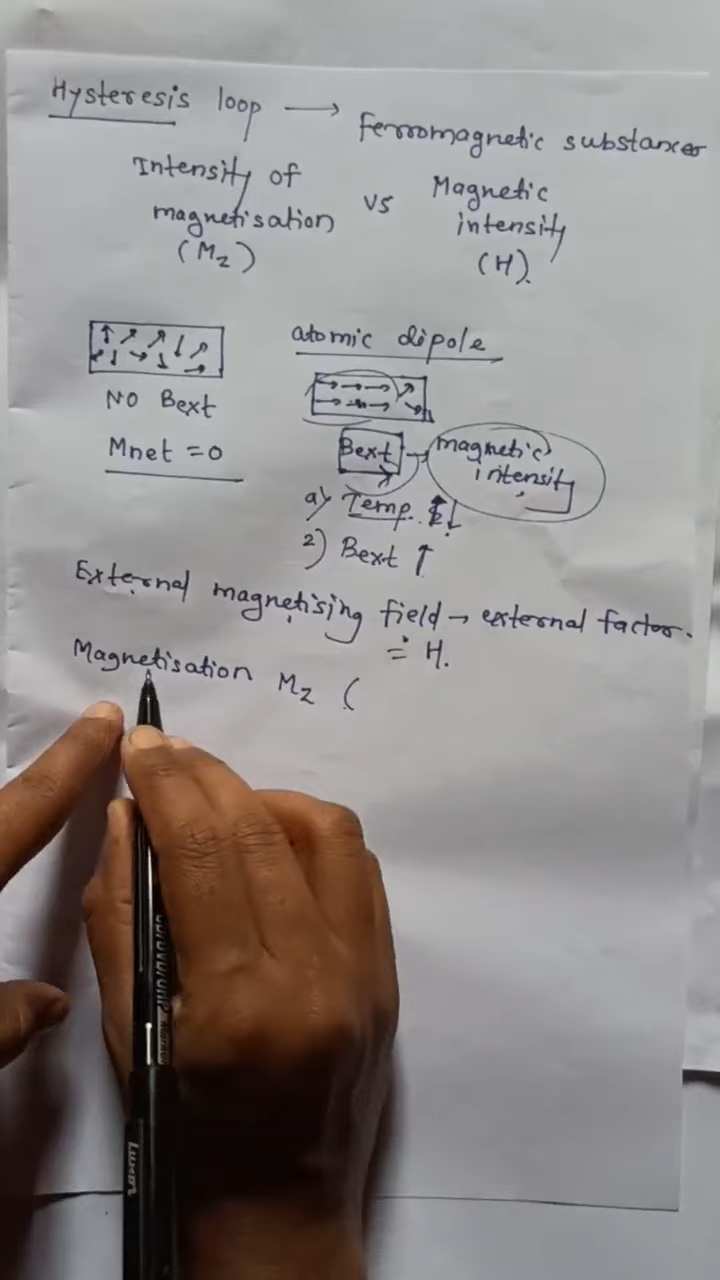 Hysteresis loop → Ferromagnetic substances
Intensity of magnetisation (Mz) vs Magnetic intensity (H).
atomic dipole
NO Bext
Mnet = 0
Bext → magnetic intensity
a) Temp. ↓
2) Bext ↑
External magnetising field → external factor.
= H.
Magnetisation Mz (
Luxor